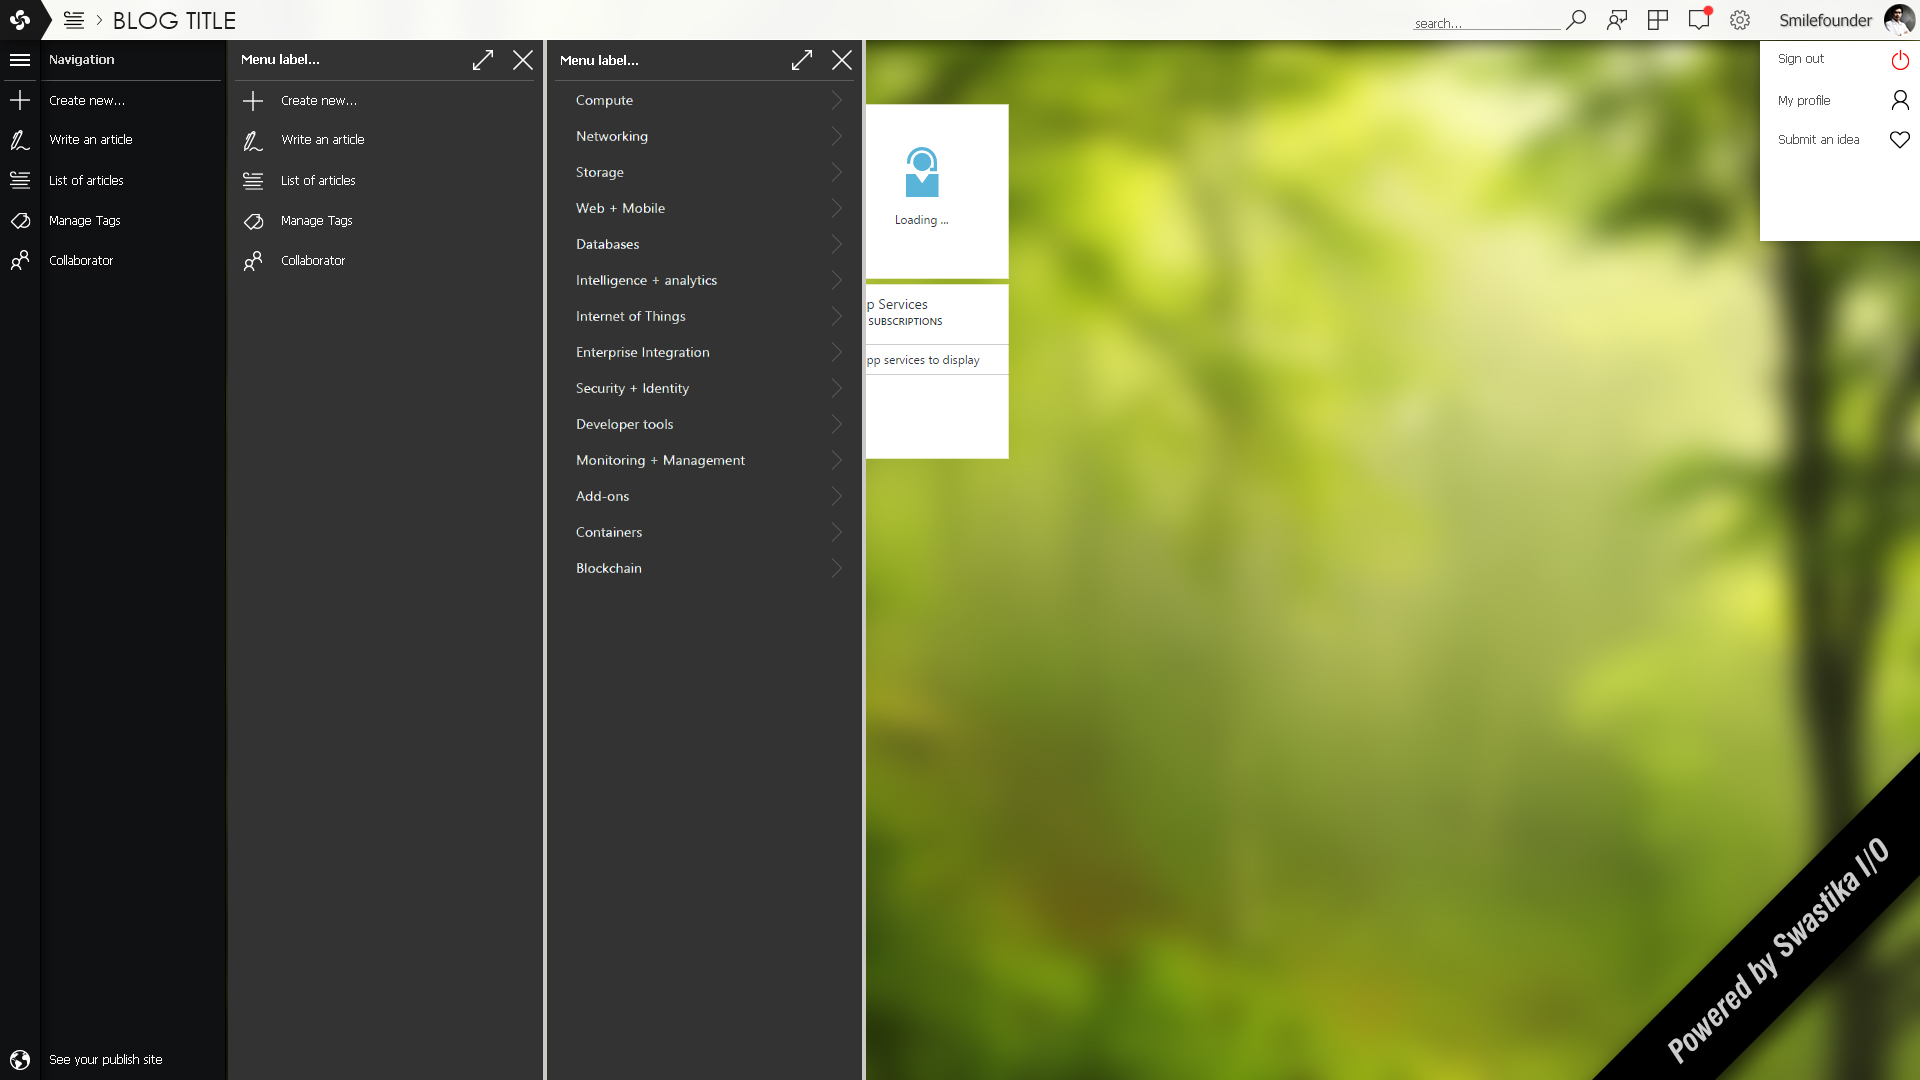 BLOG TITLE
search...
Smilefounder
Navigation
Create new...
Write an article
List of articles
Manage Tags
Collaborator
See your publish site
Menu label...
Create new...
Write an article
List of articles
Manage Tags
Collaborator
Menu label...
Compute
Networking
Storage
Web + Mobile
Databases
Intelligence + analytics
Internet of Things
Enterprise Integration
Security + Identity
Developer tools
Monitoring + Management
Add-ons
Containers
Blockchain
Loading ...
p Services
SUBSCRIPTIONS
pp services to display
Sign out
My profile
Submit an idea
Powered by Swastika I/O